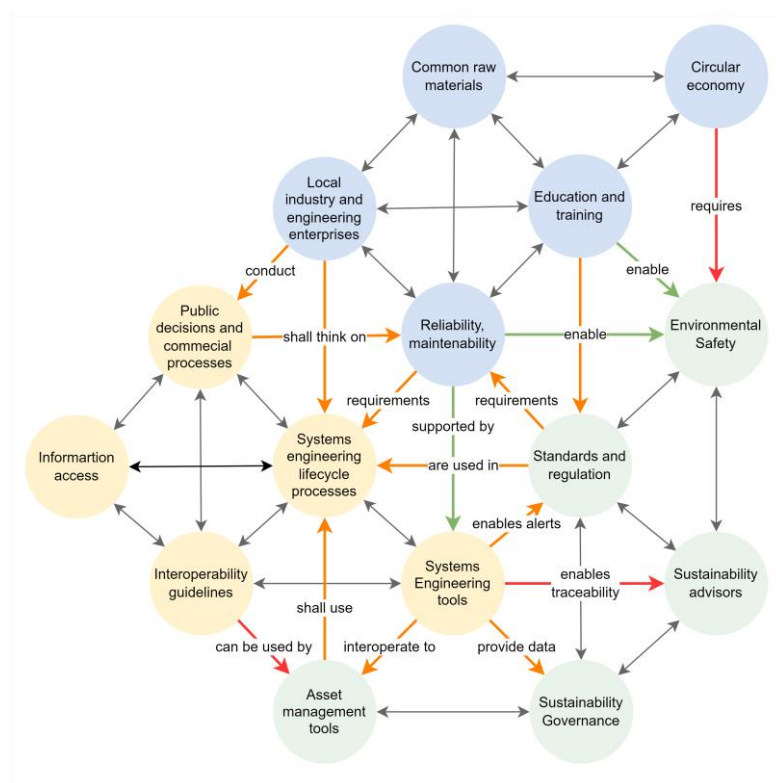 Common raw
materials
Circular
economy
Local
industry and
engineering
enterprises
Education and
training
requires
conduct
enable
Public
decisions and
commecial
processes
shall think on
Reliability,
maintenability
enable
Environmental
Safety
requirements
requirements
supported by
Informartion
access
Systems
engineering
lifecycle
processes
are used in
Standards and
regulation
enables alerts
Interoperability
guidelines
shall use
Systems
Engineering
tools
enables
traceability
Sustainability
advisors
can be used by
interoperate to
provide data
Asset
management
tools
Sustainability
Governance